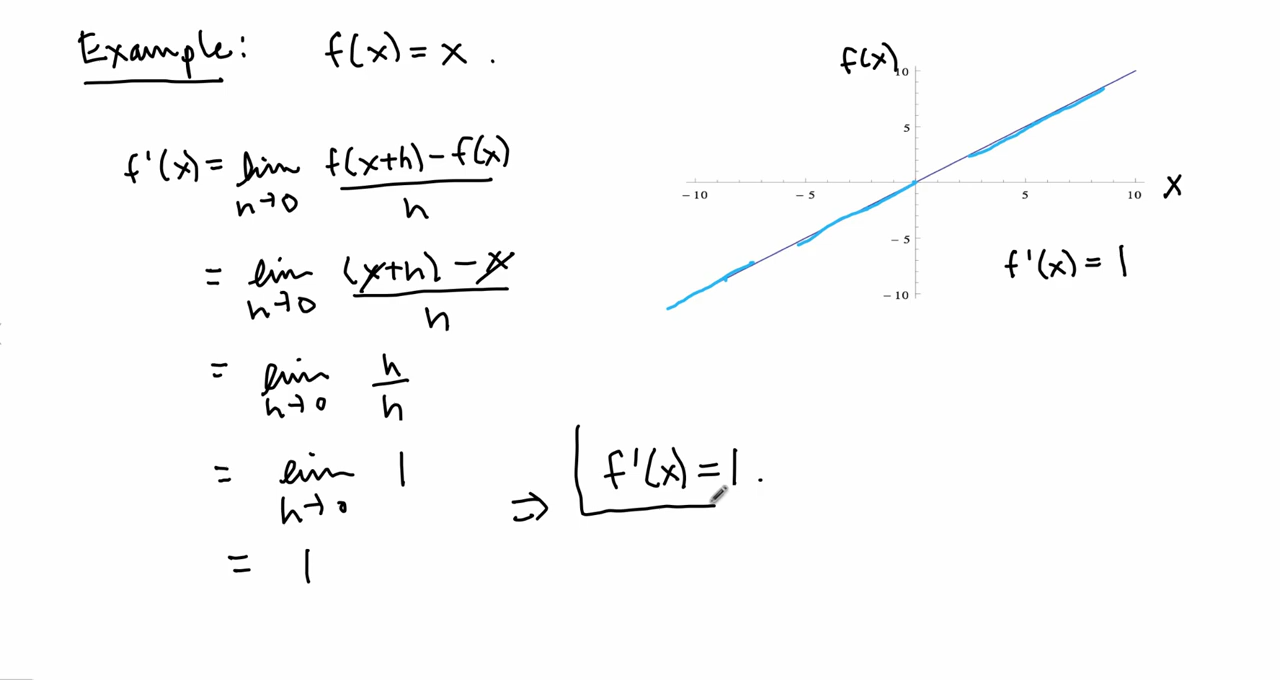 Example: f(x) = x .
f'(x) = lim h→0 f(x+h) – f(x) / h
= lim h→0 (x+h) – x / h
= lim h→0 h / h
= lim h→0 1
= 1
⇒ f'(x) = 1 .
f(x)
10
5
–10 –5 5 10 x
–5
–10
f'(x) = 1